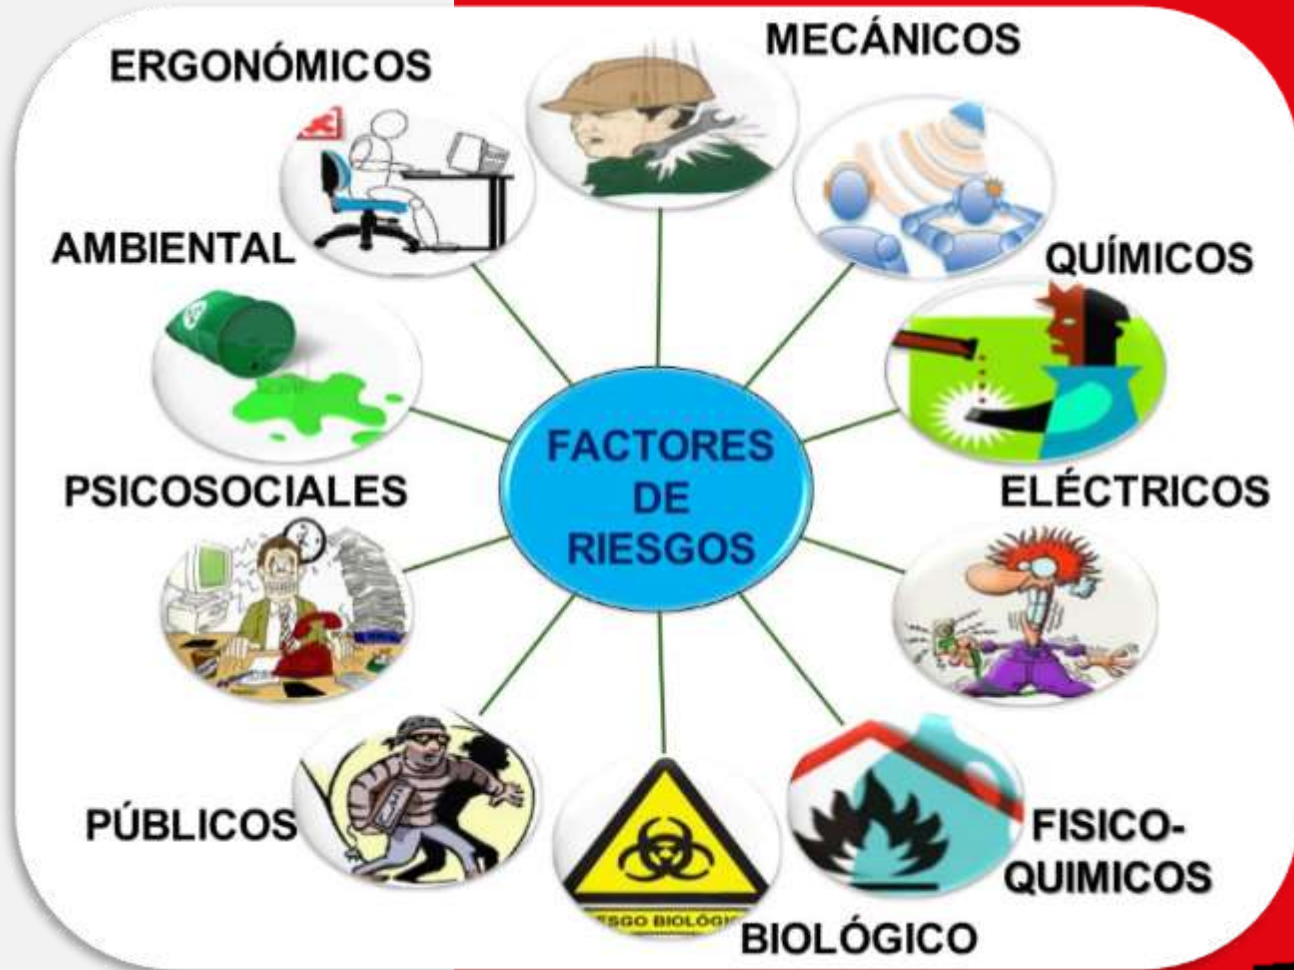 MECÁNICOS
ERGONÓMICOS
AMBIENTAL
QUÍMICOS
FACTORES
DE
RIESGOS
PSICOSOCIALES
ELÉCTRICOS
PÚBLICOS
FISICO-
QUIMICOS
BIOLÓGICO